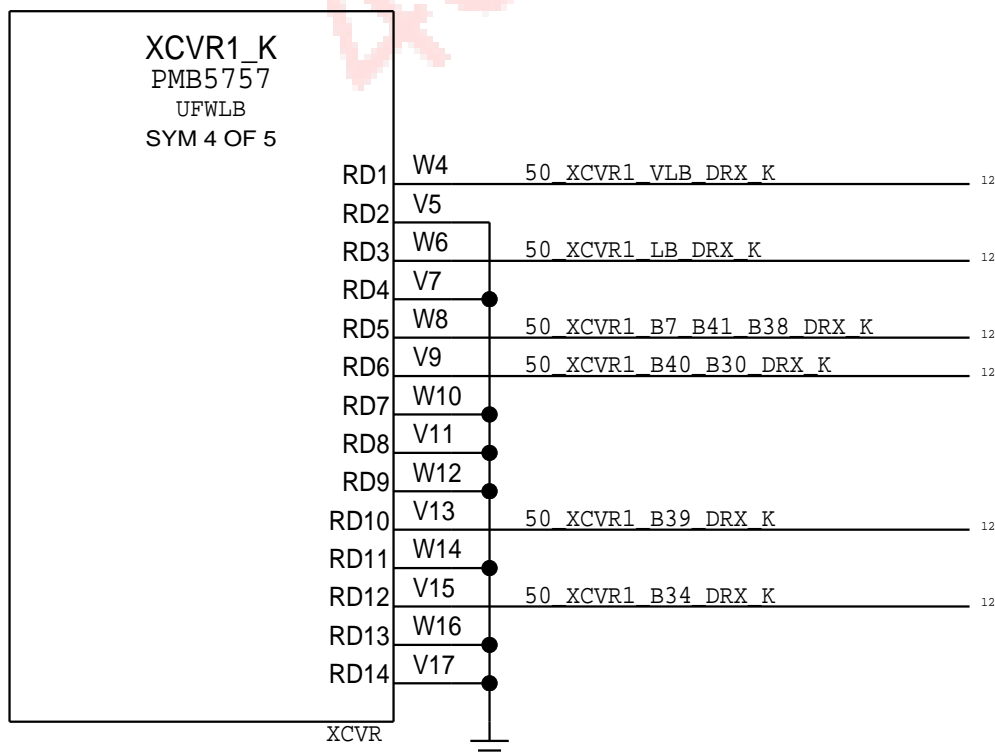 XCVR1_K
PMB5757
UFWLB
SYM 4 OF 5
RD1 W4 50_XCVR1_VLB_DRX_K 12
RD2 V5
RD3 W6 50_XCVR1_LB_DRX_K 12
RD4 V7
RD5 W8 50_XCVR1_B7_B41_B38_DRX_K 12
RD6 V9 50_XCVR1_B40_B30_DRX_K 12
RD7 W10
RD8 V11
RD9 W12
RD10 V13 50_XCVR1_B39_DRX_K 12
RD11 W14
RD12 V15 50_XCVR1_B34_DRX_K 12
RD13 W16
RD14 V17
XCVR